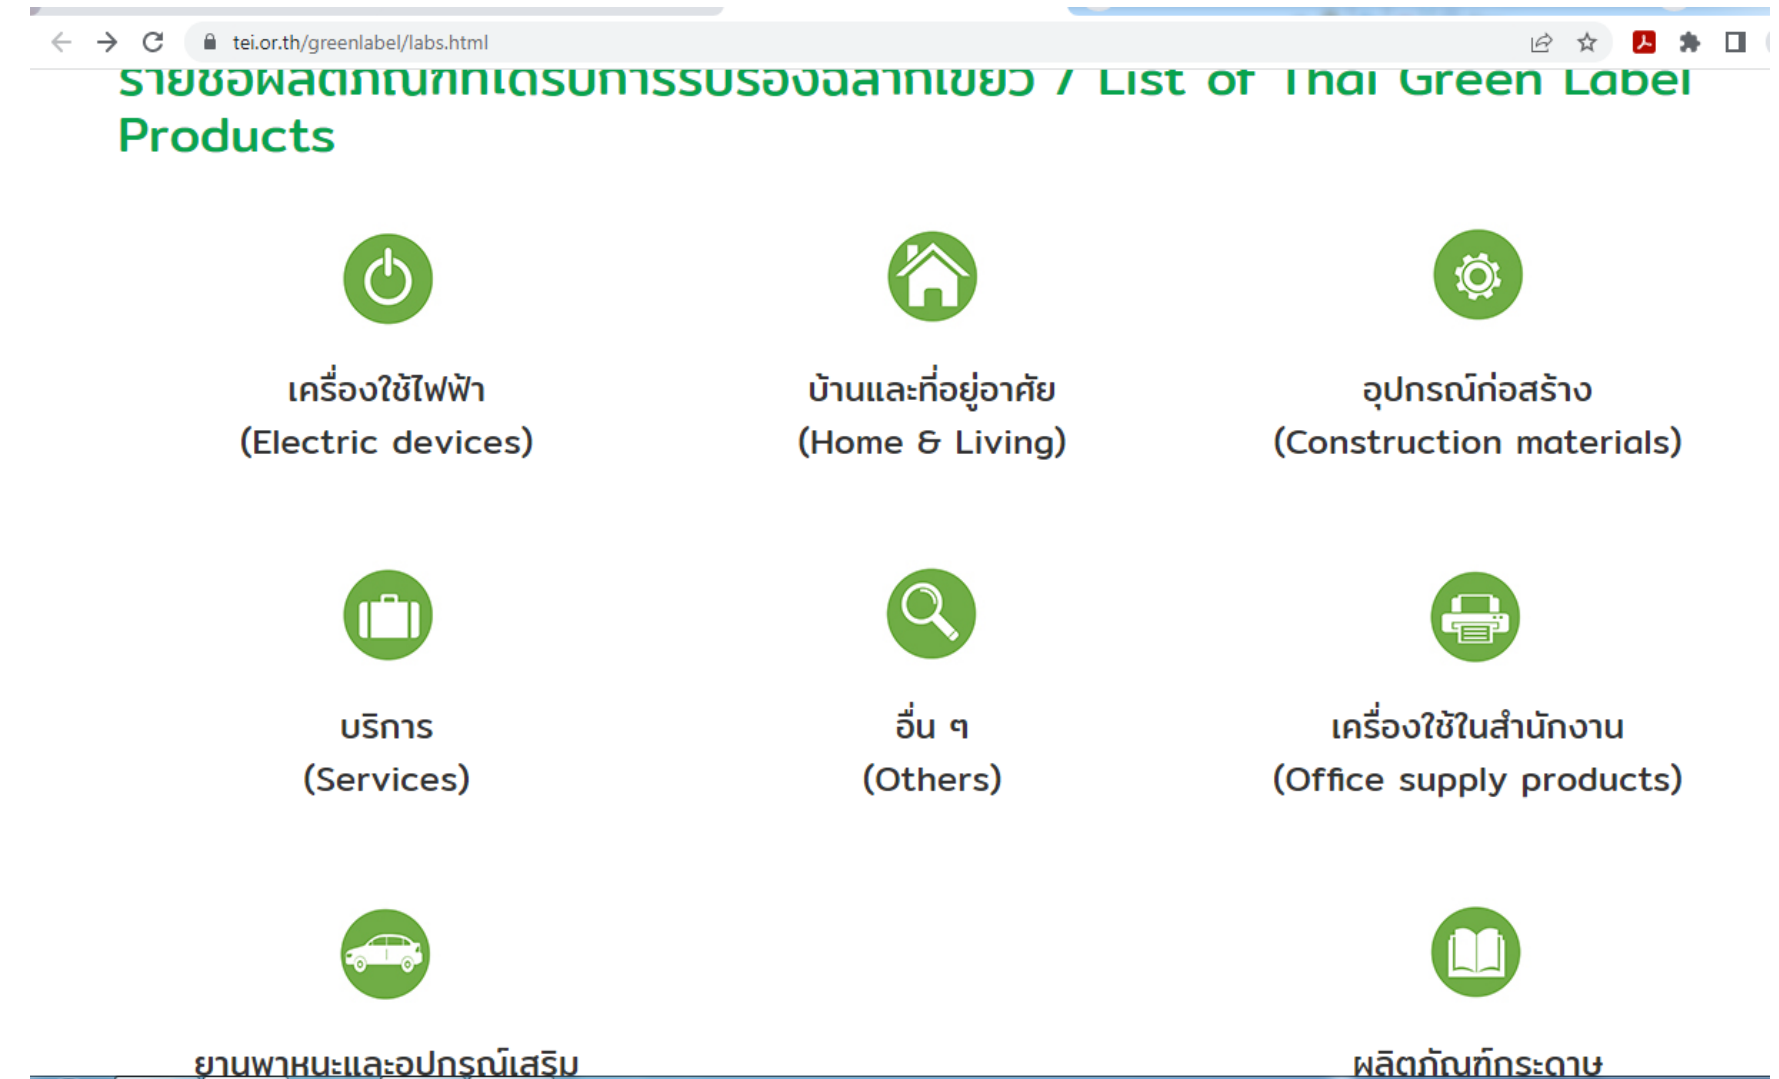 tei.or.th/greenlabel/labs.html
รายชื่อผลิตภัณฑ์ที่ได้รับการรับรองฉลากเขียว / List of Thai Green Label
Products
เครื่องใช้ไฟฟ้า
(Electric devices)
บ้านและที่อยู่อาศัย
(Home & Living)
อุปกรณ์ก่อสร้าง
(Construction materials)
บริการ
(Services)
อื่น ๆ
(Others)
เครื่องใช้ในสำนักงาน
(Office supply products)
ยานพาหนะและอุปกรณ์เสริม
ผลิตภัณฑ์กระดาษ